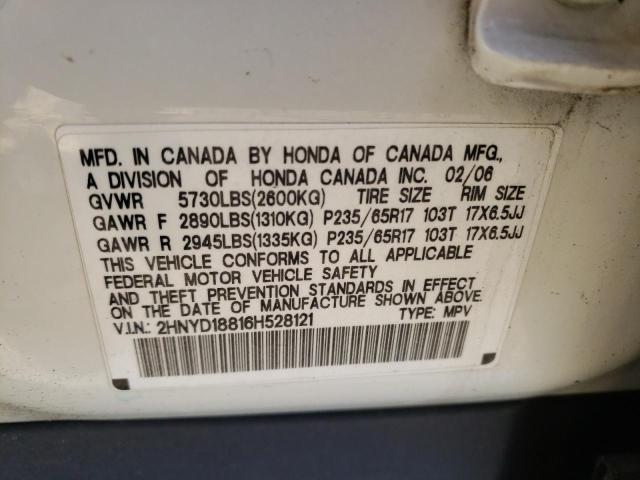 MFD. IN CANADA BY HONDA OF CANADA MFG.,
A DIVISION OF HONDA CANADA INC. 02/06
GVWR 5730LBS(2600KG) TIRE SIZE RIM SIZE
GAWR F 2890LBS(1310KG) P235/65R17 103T 17X6.5JJ
GAWR R 2945LBS(1335KG) P235/65R17 103T 17X6.5JJ
THIS VEHICLE CONFORMS TO ALL APPLICABLE
FEDERAL MOTOR VEHICLE SAFETY
AND THEFT PREVENTION STANDARDS IN EFFECT
ON THE DATE OF MANUFACTURE SHOWN ABOVE.
V.I.N.: 2HNYD18816H528121 TYPE: MPV